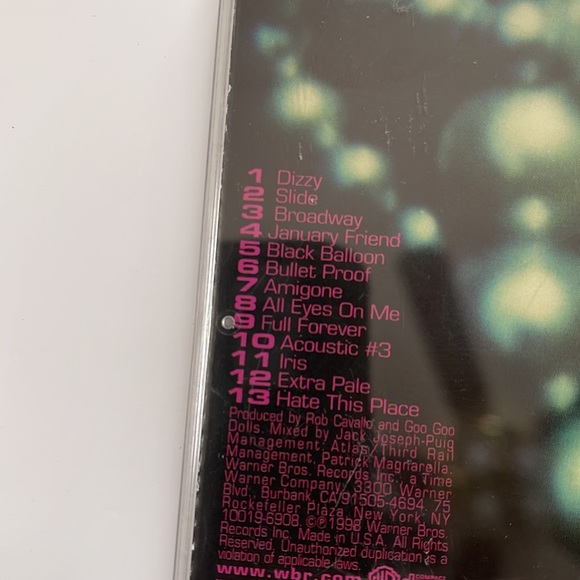 1 Dizzy
2 Slide
3 Broadway
4 January Friend
5 Black Balloon
6 Bullet Proof
7 Amigone
8 All Eyes On Me
9 Full Forever
10 Acoustic #3
11 Iris
12 Extra Pale
13 Hate This Place
Produced by Rob Cavallo and Goo Goo
Dolls. Mixed by Jack Joseph-Puig
Management: Atlas/Third Rail
Management, Patrick Magnarella.
Warner Bros. Records Inc., a Time
Warner Company. 3300 Warner
Blvd., Burbank, CA 91505-4694. 75
Rockefeller Plaza, New York, NY
10019-6908. ©℗1998 Warner Bros.
Records Inc. Made in U.S.A. All Rights
Reserved. Unauthorized duplication is a
violation of applicable laws.
www.wbr.com